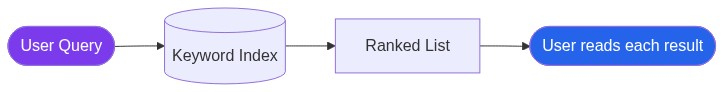 User Query
Keyword Index
Ranked List
User reads each result